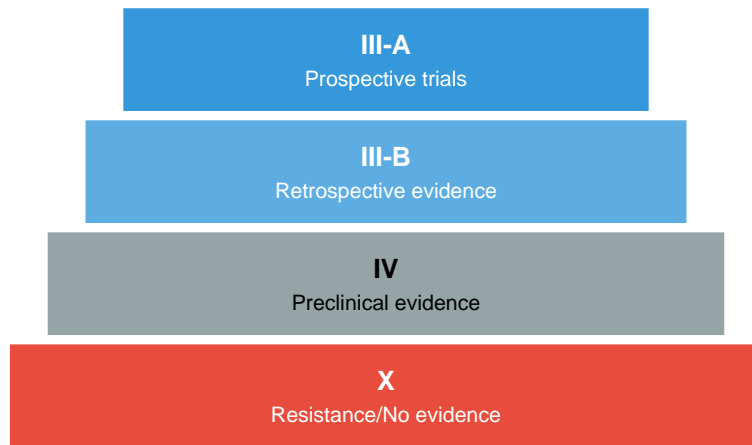 III-A
Prospective trials
III-B
Retrospective evidence
IV
Preclinical evidence
X
Resistance/No evidence